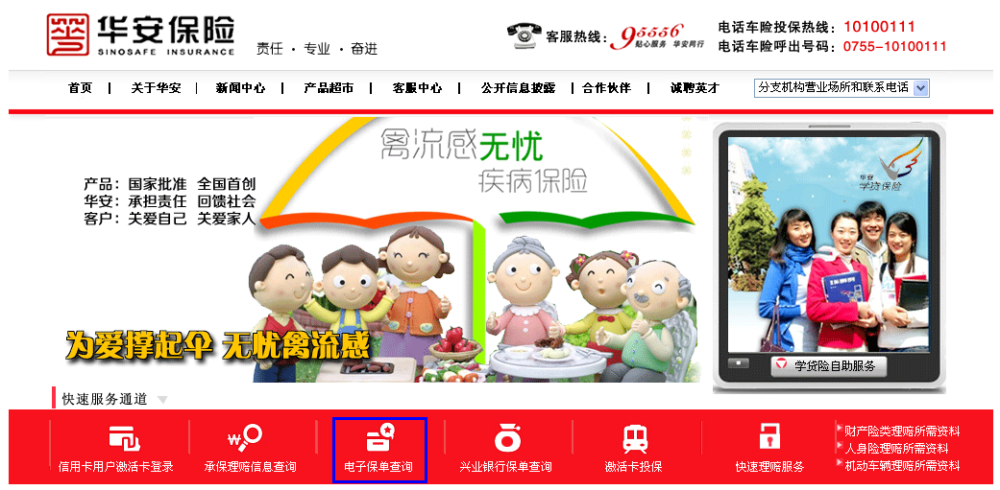 华安保险
SINOSAFE INSURANCE
责任 · 专业 · 奋进
客服热线：95556
贴心服务 华安同行
电话车险投保热线：10100111
电话车险呼出号码：0755-10100111
首页 | 关于华安 | 新闻中心 | 产品超市 | 客服中心 | 公开信息披露 | 合作伙伴 | 诚聘英才
分支机构营业场所和联系电话
禽流感无忧
疾病保险
产品：国家批准 全国首创
华安：承担责任 回馈社会
客户：关爱自己 关爱家人
为爱撑起伞 无忧禽流感
华安
学贷保险
学贷险自助服务
快速服务通道
信用卡用户激活卡登录
承保理赔信息查询
电子保单查询
兴业银行保单查询
激活卡投保
快速理赔服务
财产险类理赔所需资料
人身险理赔所需资料
机动车辆理赔所需资料